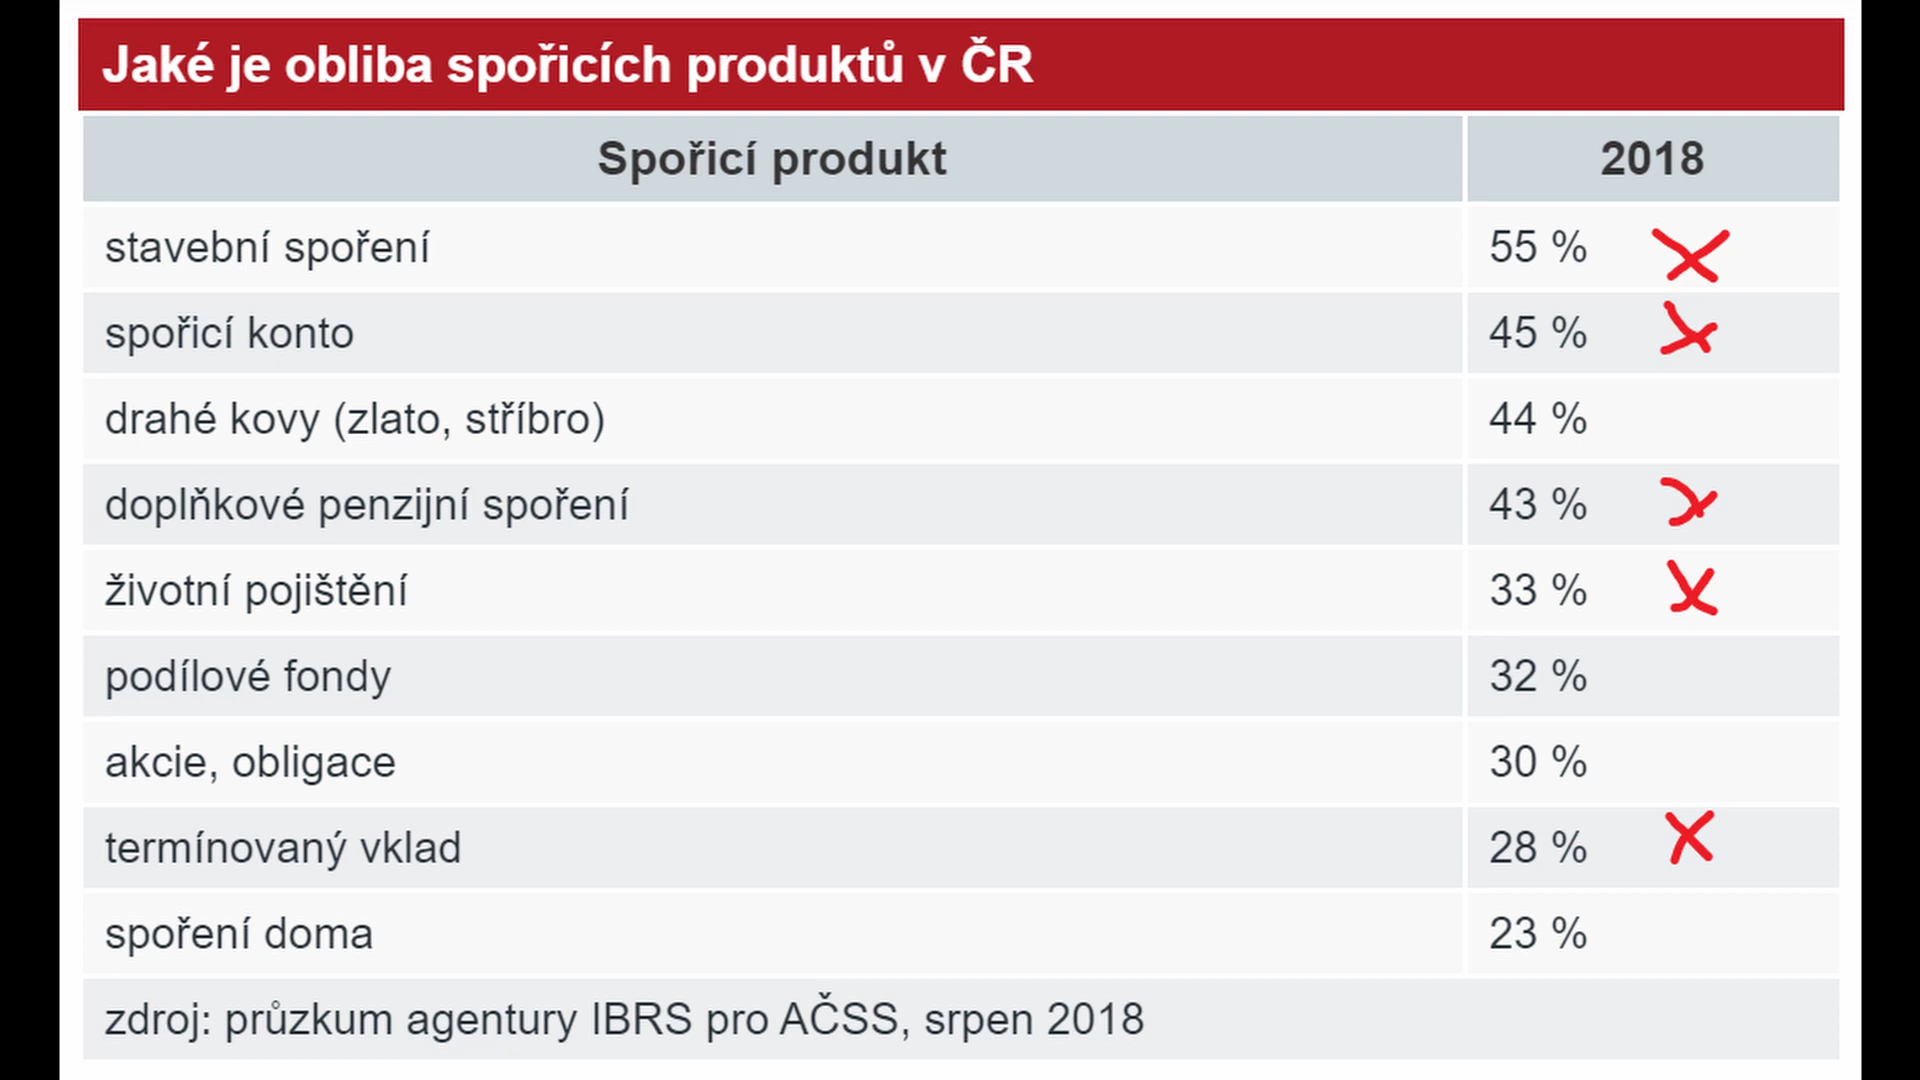 Jaké je obliba spořicích produktů v ČR
Spořicí produkt 2018
stavební spoření 55 %
spořicí konto 45 %
drahé kovy (zlato, stříbro) 44 %
doplňkové penzijní spoření 43 %
životní pojištění 33 %
podílové fondy 32 %
akcie, obligace 30 %
termínovaný vklad 28 %
spoření doma 23 %
zdroj: průzkum agentury IBRS pro AČSS, srpen 2018